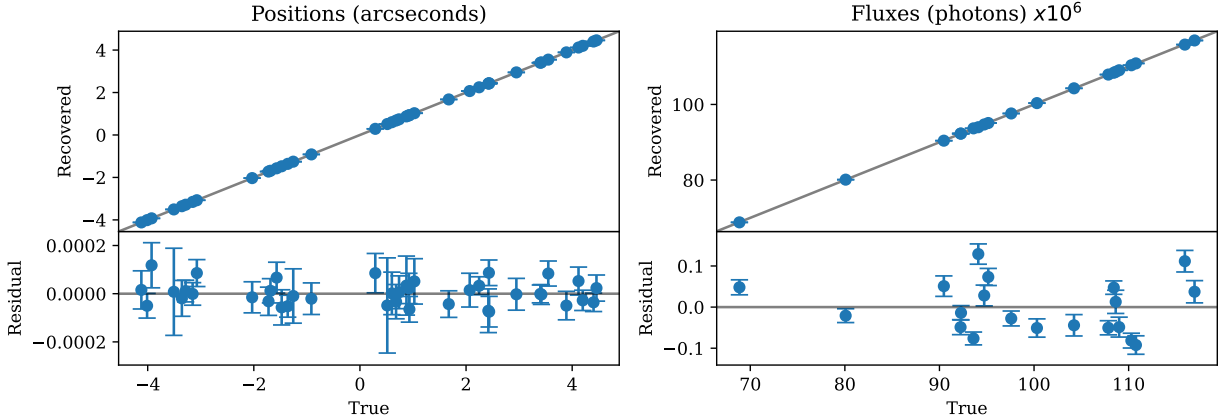 Positions (arcseconds)
4
2
0
−2
−4
Recovered
0.0002
0.0000
−0.0002
Residual
−4 −2 0 2 4
True
Fluxes (photons) x10⁶
100
80
Recovered
0.1
0.0
−0.1
Residual
70 80 90 100 110
True